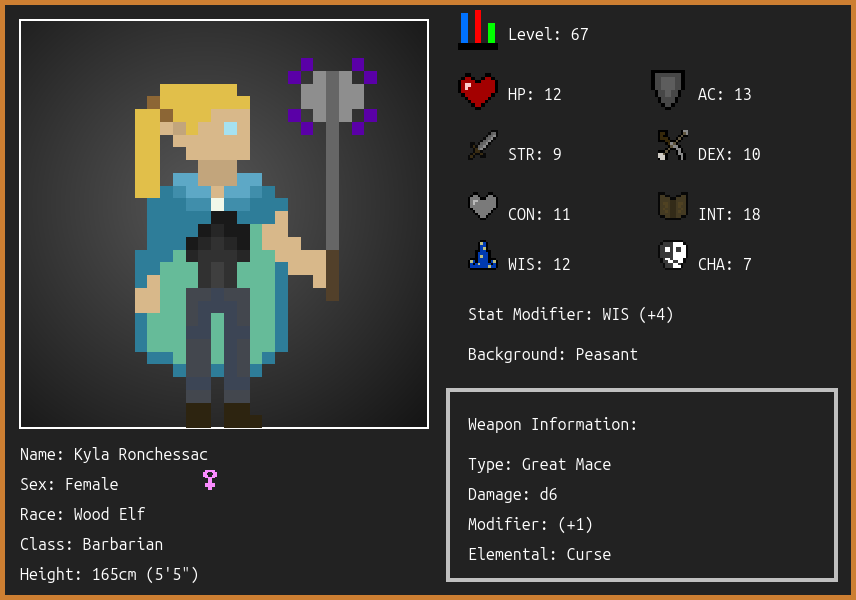 Level: 67
HP: 12
AC: 13
STR: 9
DEX: 10
CON: 11
INT: 18
WIS: 12
CHA: 7
Stat Modifier: WIS (+4)
Background: Peasant
Weapon Information:
Type: Great Mace
Damage: d6
Modifier: (+1)
Elemental: Curse
Name: Kyla Ronchessac
Sex: Female
Race: Wood Elf
Class: Barbarian
Height: 165cm (5'5")